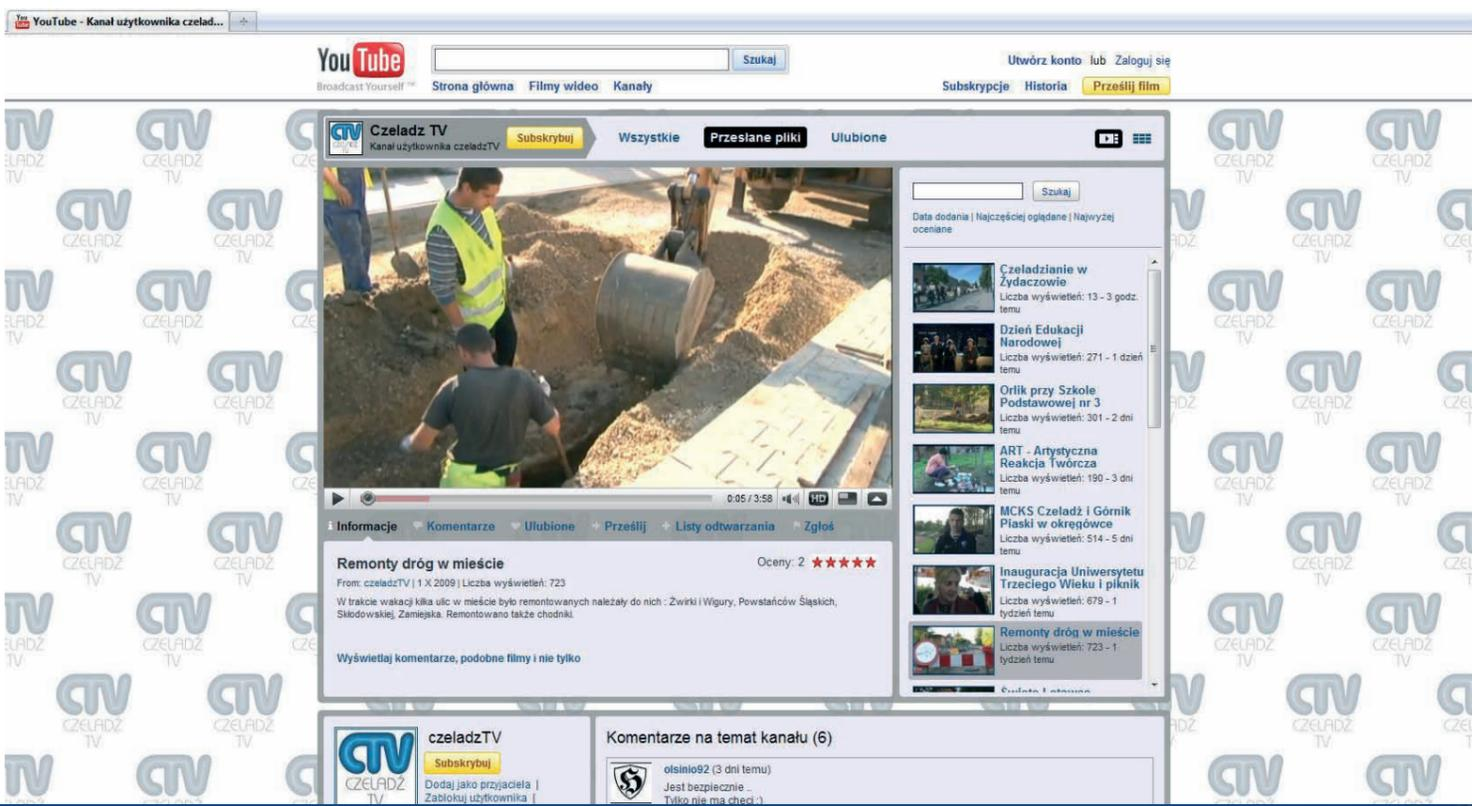 YouTube - Kanał użytkownika czelad...
You Tube
Broadcast Yourself ™
Szukaj
Utwórz konto lub Zaloguj się
Strona główna Filmy wideo Kanały
Subskrypcje Historia Prześlij film
CTV CZELADŹ TV
Czeladz TV
Kanał użytkownika czeladzTV
Subskrybuj
Wszystkie Przesłane pliki Ulubione
Szukaj
Data dodania | Najczęściej oglądane | Najwyżej
oceniane
Czeladzianie w
Żydaczowie
Liczba wyświetleń: 13 - 3 godz.
temu
Dzień Edukacji
Narodowej
Liczba wyświetleń: 271 - 1 dzień
temu
Orlik przy Szkole
Podstawowej nr 3
Liczba wyświetleń: 301 - 2 dni
temu
ART - Artystyczna
Reakcja Twórcza
Liczba wyświetleń: 190 - 3 dni
temu
MCKS Czeladź i Górnik
Piaski w okręgówce
Liczba wyświetleń: 514 - 5 dni
temu
Inauguracja Uniwersytetu
Trzeciego Wieku i piknik
Liczba wyświetleń: 679 - 1
tydzień temu
Remonty dróg w mieście
Liczba wyświetleń: 723 - 1
tydzień temu
0:05 / 3:58 HD
Informacje Komentarze Ulubione Prześlij Listy odtwarzania Zgłoś
Remonty dróg w mieście
Oceny: 2
From: czeladzTV | 1 X 2009 | Liczba wyświetleń: 723
W trakcie wakacji kilka ulic w mieście było remontowanych należały do nich : Żwirki i Wigury, Powstańców Śląskich,
Skłodowskiej, Zamiejska. Remontowano także chodniki.
Wyświetlaj komentarze, podobne filmy i nie tylko
CTV
CZELADŹ
TV
czeladzTV
Subskrybuj
Dodaj jako przyjaciela |
Zablokuj użytkownika |
Komentarze na temat kanału (6)
olsinio92 (3 dni temu)
Jest bezpiecznie ..
Tylko nie ma chęci :)